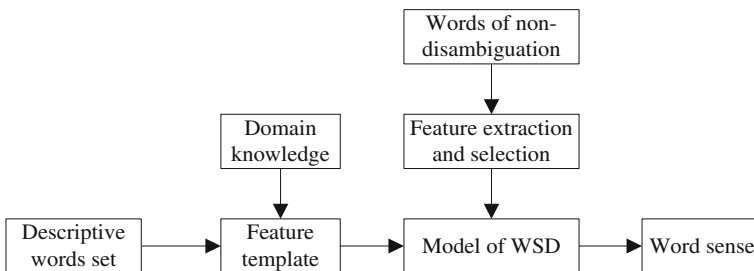 Words of non-
disambiguation
Domain
knowledge
Feature extraction
and selection
Descriptive
words set
Feature
template
Model of WSD
Word sense